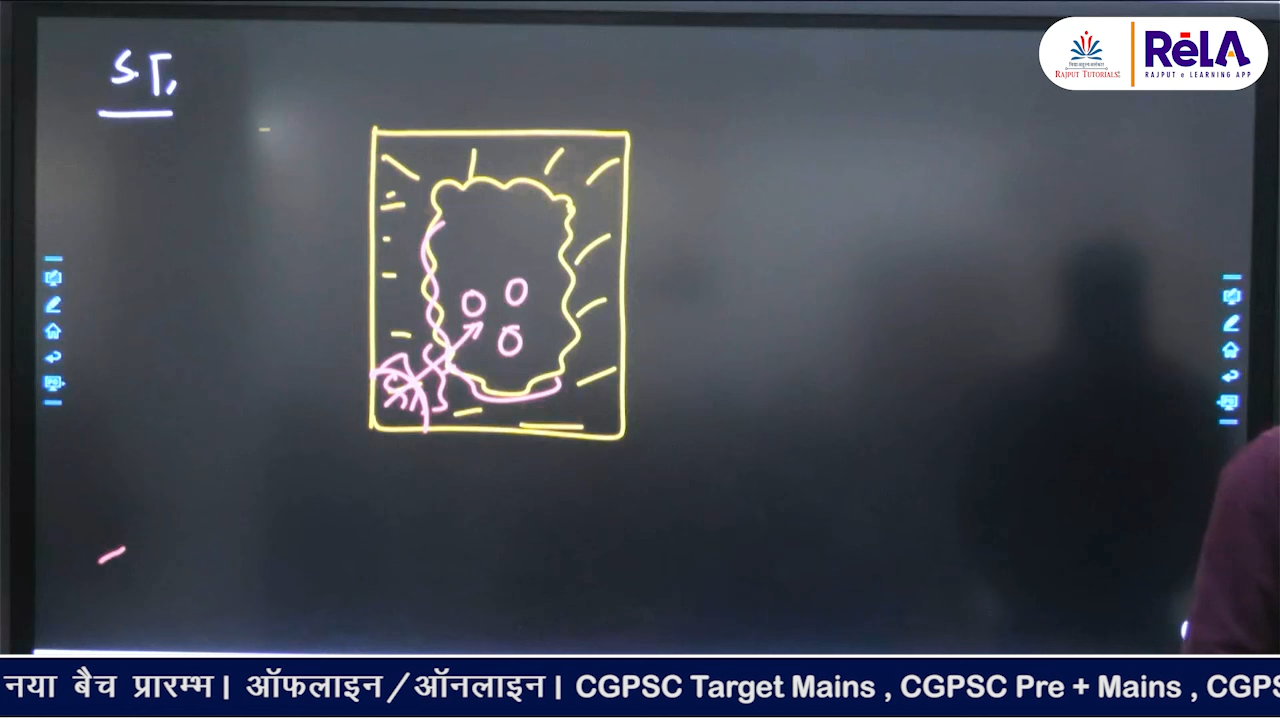 S.T,
RAJPUT TUTORIALS
RēLA
RAJPUT e LEARNING APP
नया बैच प्रारम्भ। ऑफलाइन/ऑनलाइन। CGPSC Target Mains , CGPSC Pre + Mains , CGPS